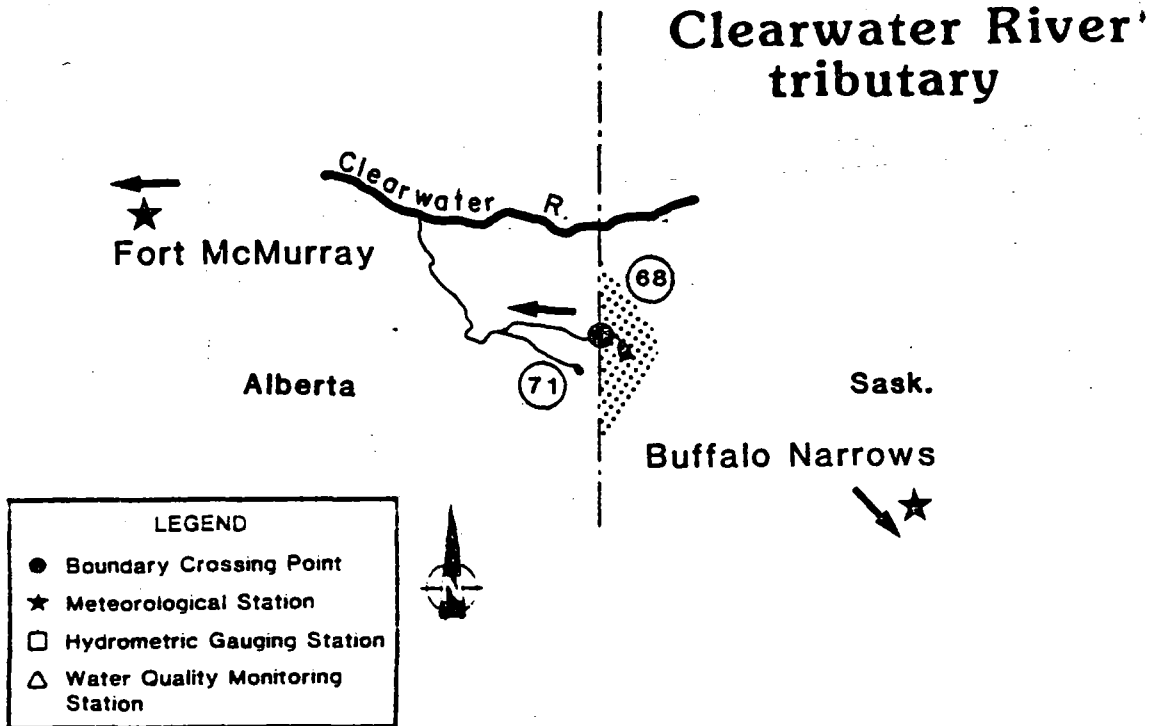 Clearwater River
tributary
Clearwater R.
Fort McMurray
68
71
Alberta
Sask.
Buffalo Narrows
LEGEND
Boundary Crossing Point
Meteorological Station
Hydrometric Gauging Station
Water Quality Monitoring
Station
N